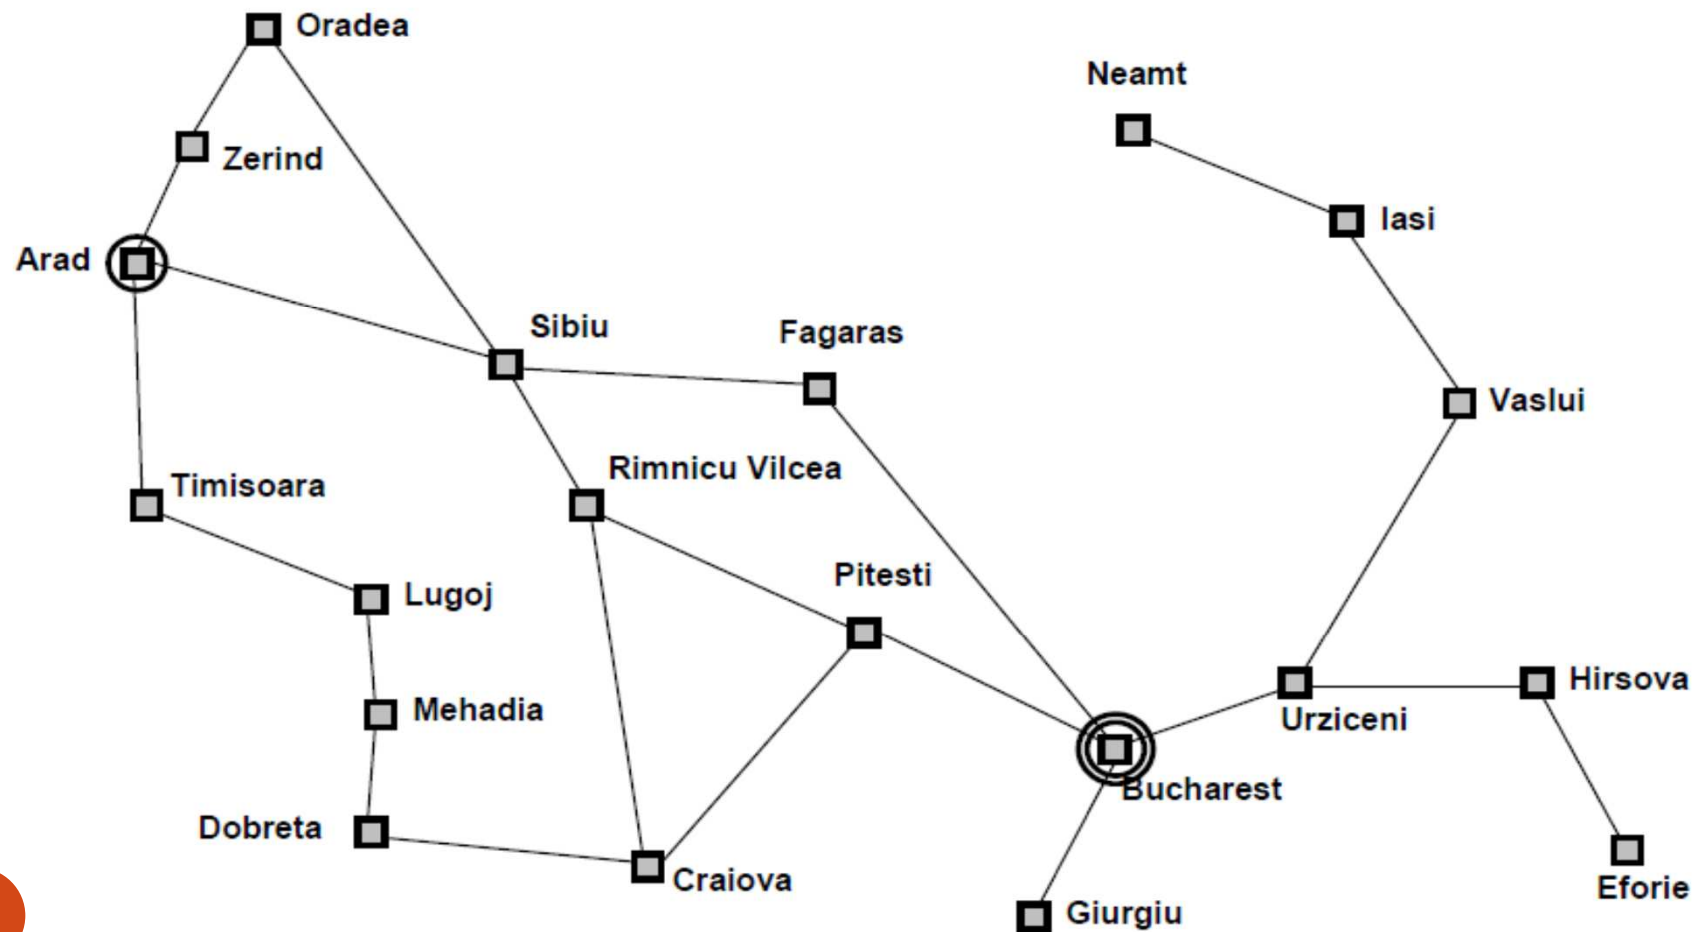 Oradea
Neamt
Zerind
Iasi
Arad
Sibiu
Fagaras
Vaslui
Rimnicu Vilcea
Timisoara
Pitesti
Lugoj
Hirsova
Mehadia
Urziceni
Bucharest
Dobreta
Craiova
Eforie
Giurgiu